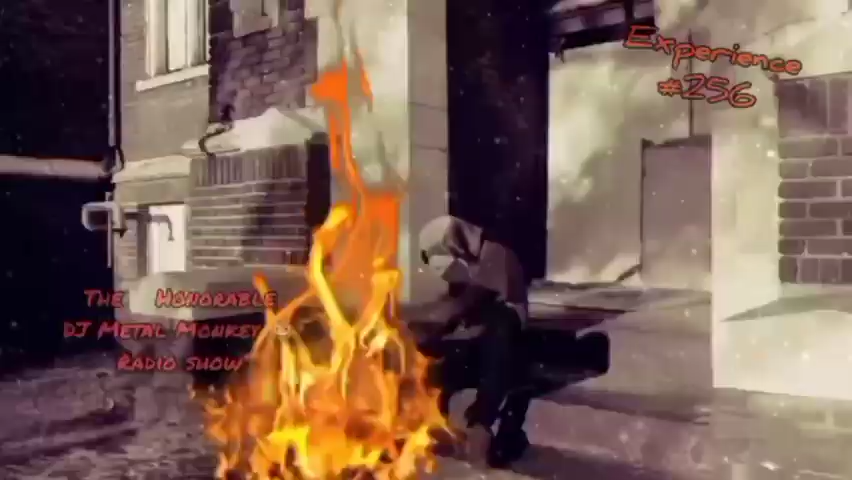 Experience
#256
The Honorable
DJ Metal Monkey
Radio show